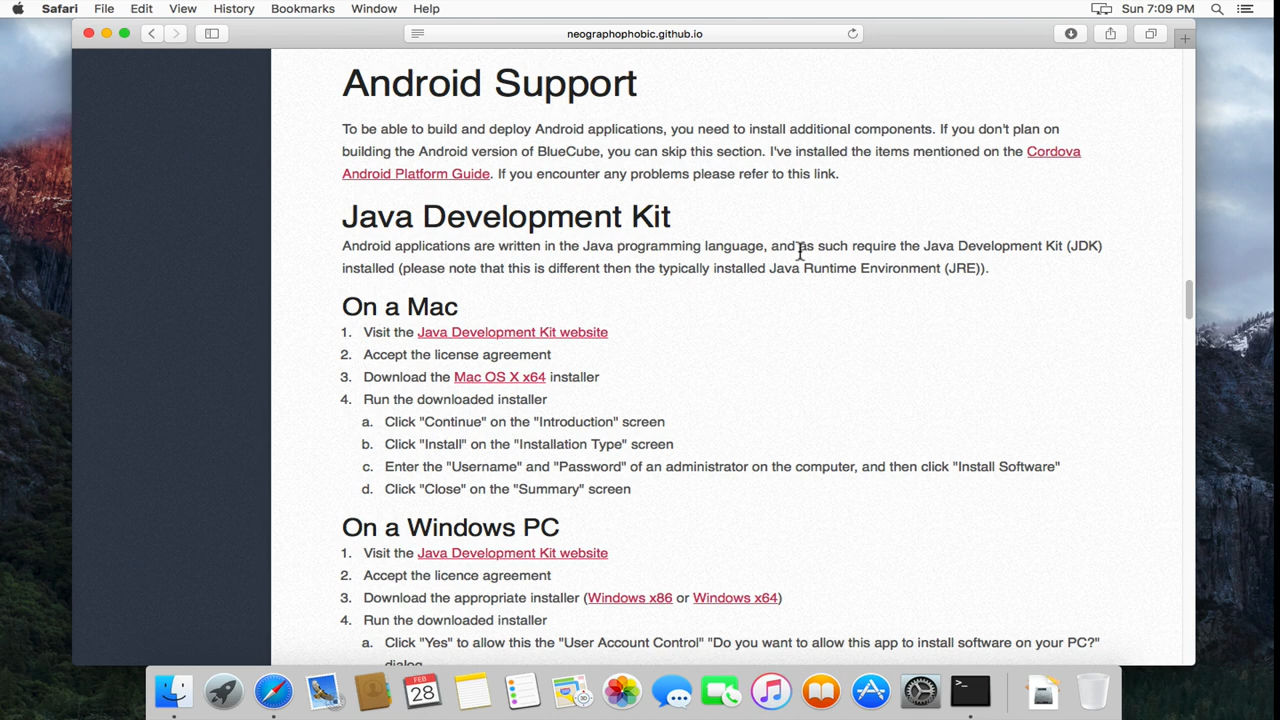 Safari File Edit View History Bookmarks Window Help Sun 7:09 PM
neographophobic.github.io
Android Support
To be able to build and deploy Android applications, you need to install additional components. If you don't plan on
building the Android version of BlueCube, you can skip this section. I've installed the items mentioned on the Cordova
Android Platform Guide. If you encounter any problems please refer to this link.
Java Development Kit
Android applications are written in the Java programming language, and as such require the Java Development Kit (JDK)
installed (please note that this is different then the typically installed Java Runtime Environment (JRE)).
On a Mac
1. Visit the Java Development Kit website
2. Accept the license agreement
3. Download the Mac OS X x64 installer
4. Run the downloaded installer
a. Click "Continue" on the "Introduction" screen
b. Click "Install" on the "Installation Type" screen
c. Enter the "Username" and "Password" of an administrator on the computer, and then click "Install Software"
d. Click "Close" on the "Summary" screen
On a Windows PC
1. Visit the Java Development Kit website
2. Accept the licence agreement
3. Download the appropriate installer (Windows x86 or Windows x64)
4. Run the downloaded installer
a. Click "Yes" to allow this the "User Account Control" "Do you want to allow this app to install software on your PC?"
dialog
FEB
28